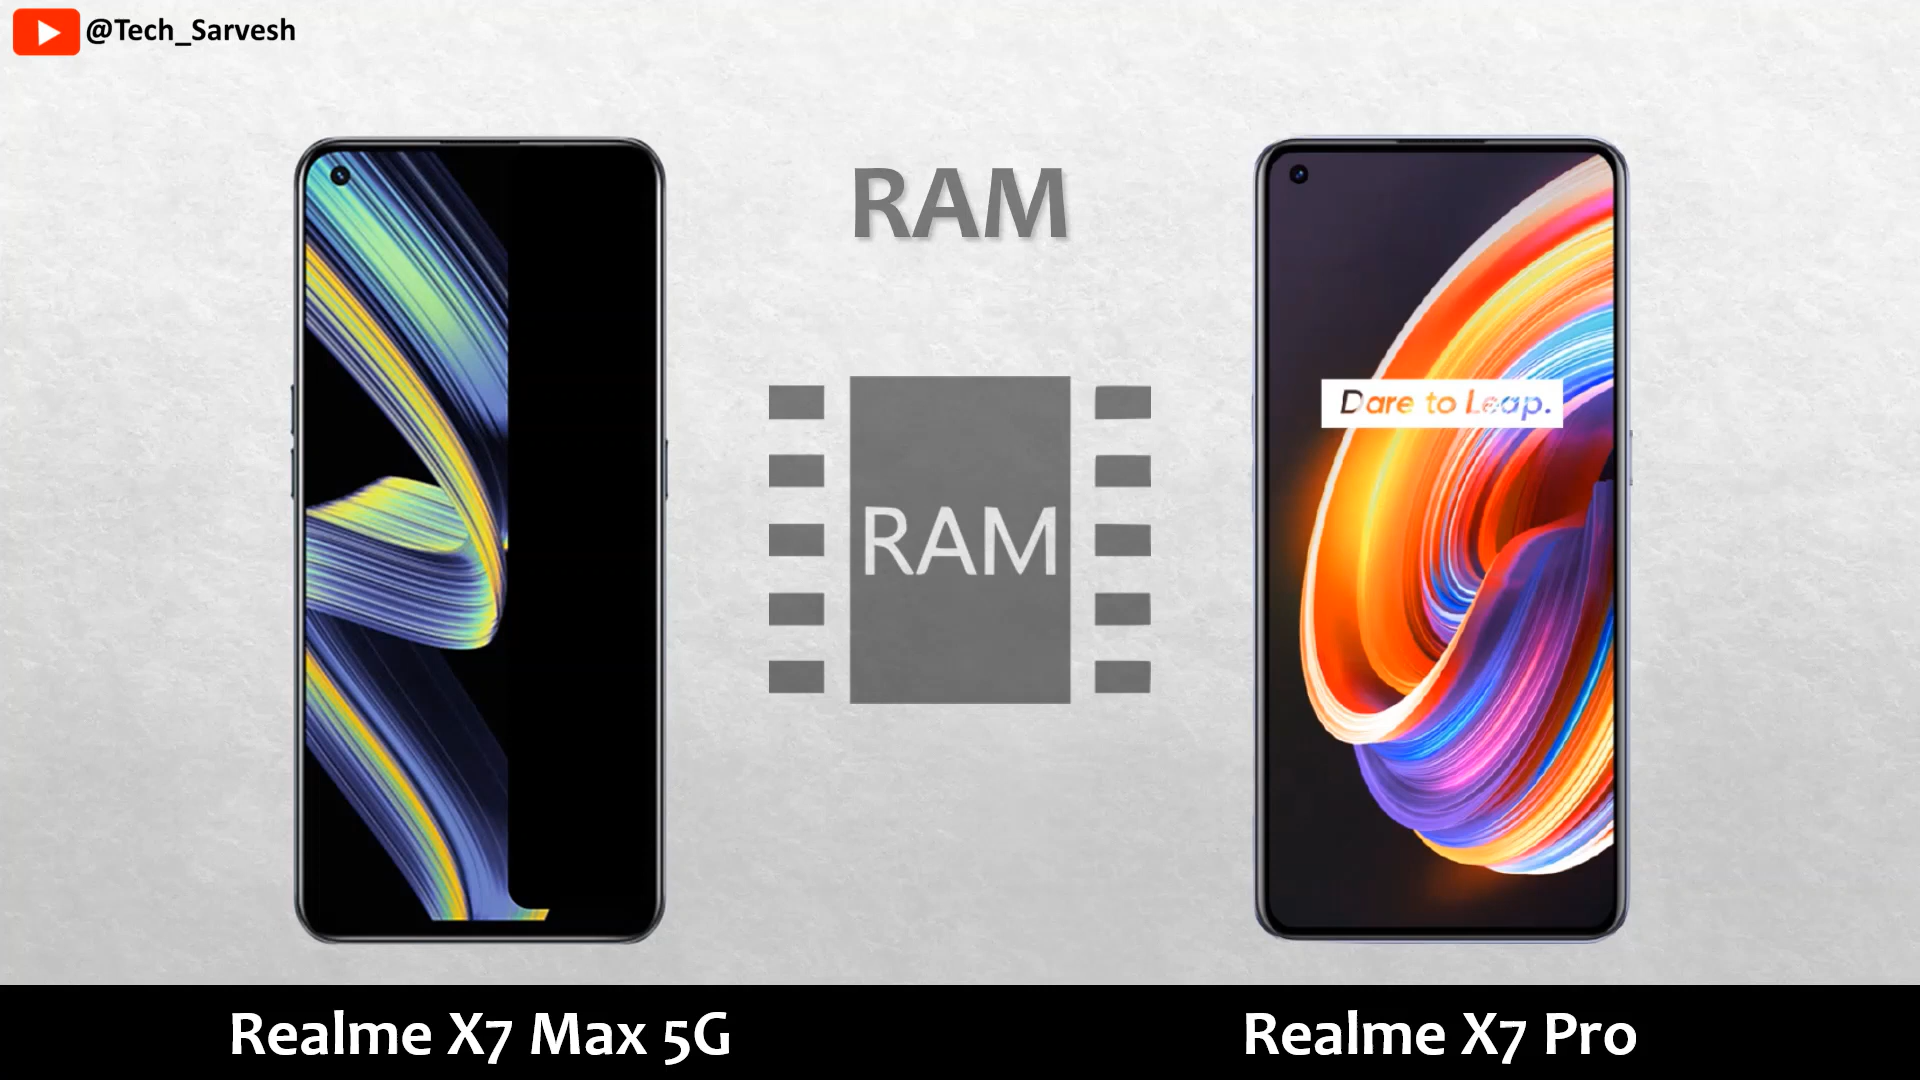 @Tech_Sarvesh
RAM
Dare to Leap.
RAM
Realme X7 Max 5G
Realme X7 Pro